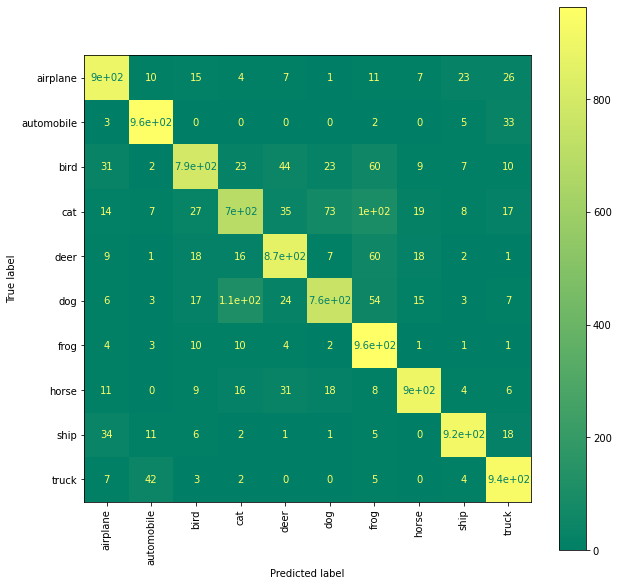 airplane 9e+02 10 15 4 7 1 11 7 23 26
automobile 3 9.6e+02 0 0 0 0 2 0 5 33
bird 31 2 7.9e+02 23 44 23 60 9 7 10
cat 14 7 27 7e+02 35 73 1e+02 19 8 17
deer 9 1 18 16 8.7e+02 7 60 18 2 1
dog 6 3 17 1.1e+02 24 7.6e+02 54 15 3 7
frog 4 3 10 10 4 2 9.6e+02 1 1 1
horse 11 0 9 16 31 18 8 9e+02 4 6
ship 34 11 6 2 1 1 5 0 9.2e+02 18
truck 7 42 3 2 0 0 5 0 4 9.4e+02
airplane automobile bird cat deer dog frog horse ship truck
Predicted label
True label
800
600
400
200
0